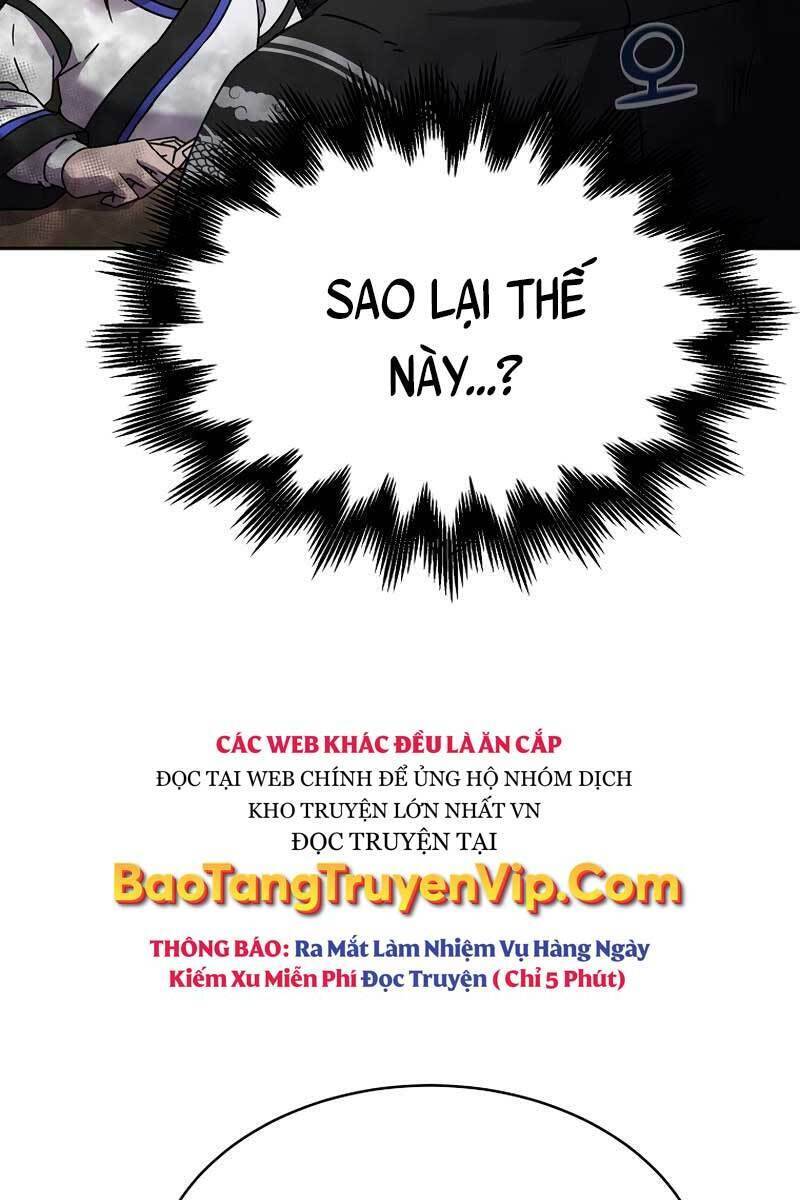 오
SAO LẠI THẾ
NÀY...?
CÁC WEB KHÁC ĐỀU LÀ ĂN CẮP
ĐỌC TẠI WEB CHÍNH ĐỂ ỦNG HỘ NHÓM DỊCH
KHO TRUYỆN LỚN NHẤT VN
ĐỌC TRUYỆN TẠI
BaoTangTruyenVip.Com
THÔNG BÁO: Ra Mắt Làm Nhiệm Vụ Hàng Ngày
Kiếm Xu Miễn Phí Đọc Truyện ( Chỉ 5 Phút)